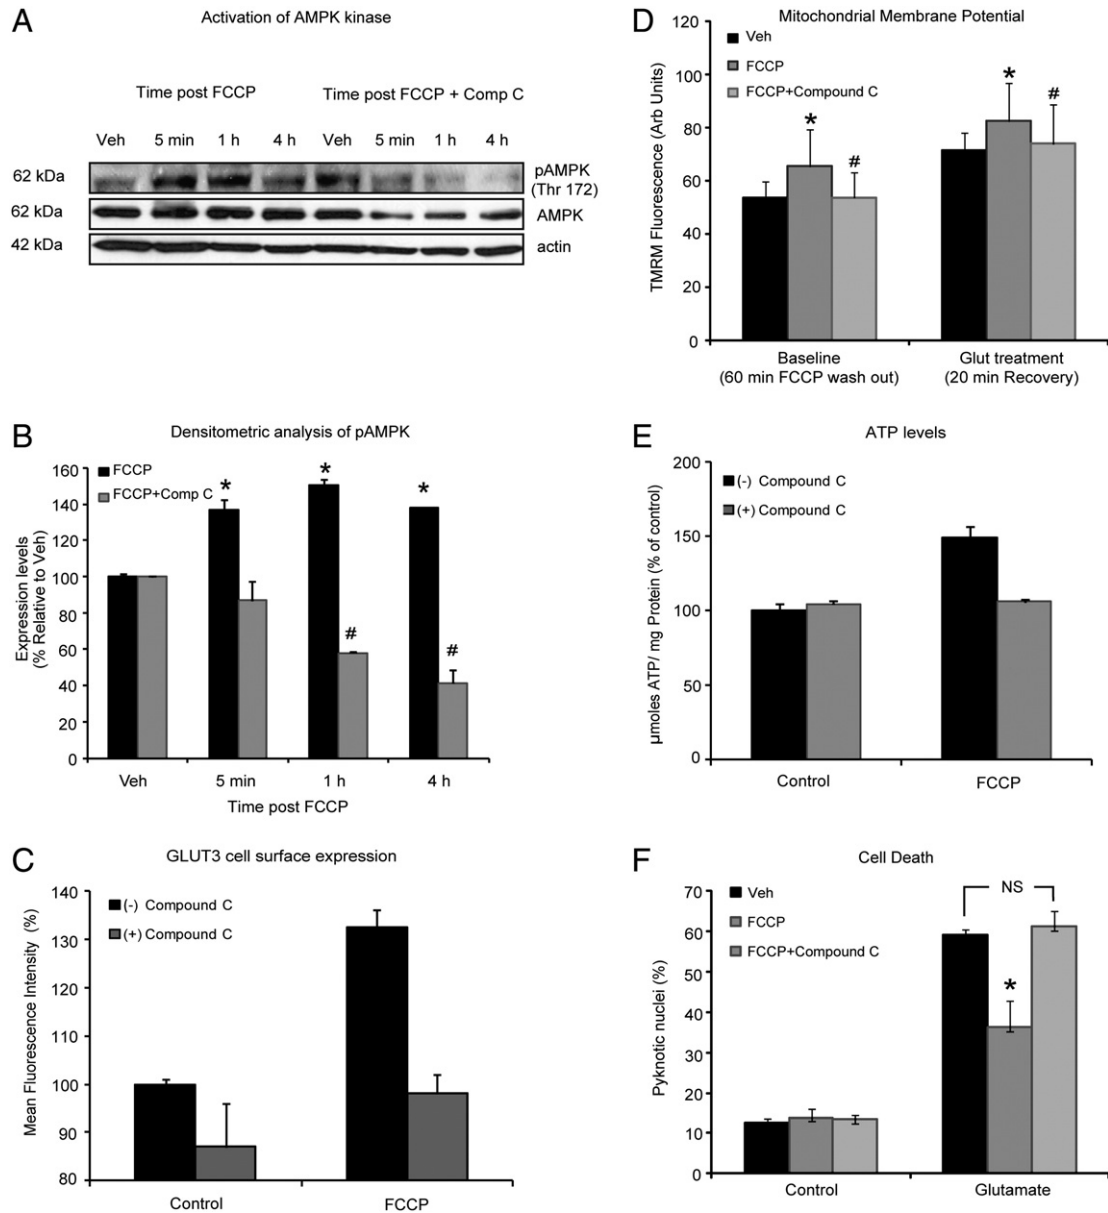 A
Activation of AMPK kinase
Time post FCCP
Time post FCCP + Comp C
Veh 5 min 1 h 4 h Veh 5 min 1 h 4 h
62 kDa
pAMPK
(Thr 172)
62 kDa
AMPK
42 kDa
actin
B
Densitometric analysis of pAMPK
FCCP
FCCP+Comp C
Expression levels
(% Relative to Veh)
160
140
120
100
80
60
40
20
0
*
*
*
#
#
Veh 5 min 1 h 4 h
Time post FCCP
C
GLUT3 cell surface expression
(-) Compound C
(+) Compound C
Mean Fluorescence Intensity (%)
140
130
120
110
100
90
80
Control FCCP
D
Mitochondrial Membrane Potential
Veh
FCCP
FCCP+Compound C
TMRM Fluorescence (Arb Units)
120
100
80
60
40
20
0
*
#
*
#
Baseline
(60 min FCCP wash out)
Glut treatment
(20 min Recovery)
E
ATP levels
(-) Compound C
(+) Compound C
µmoles ATP/ mg Protein (% of control)
200
150
100
50
0
Control FCCP
F
Cell Death
Veh
FCCP
FCCP+Compound C
Pyknotic nuclei (%)
70
60
50
40
30
20
10
0
NS
*
Control Glutamate